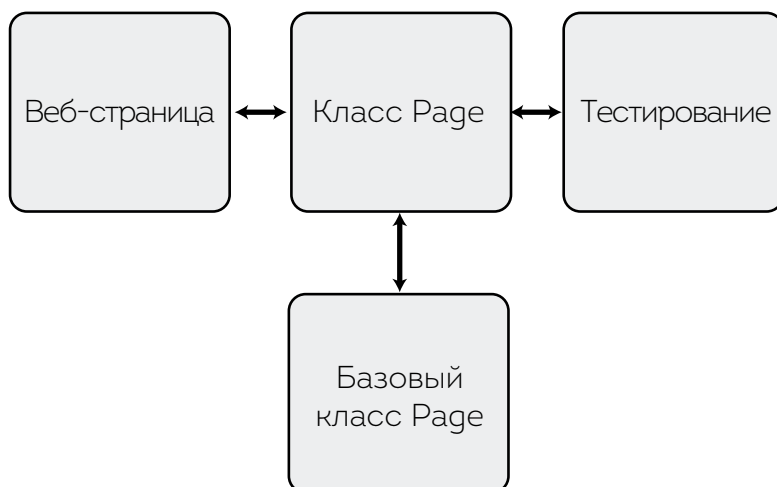 Веб-страница
Класс Page
Тестирование
Базовый
класс Page